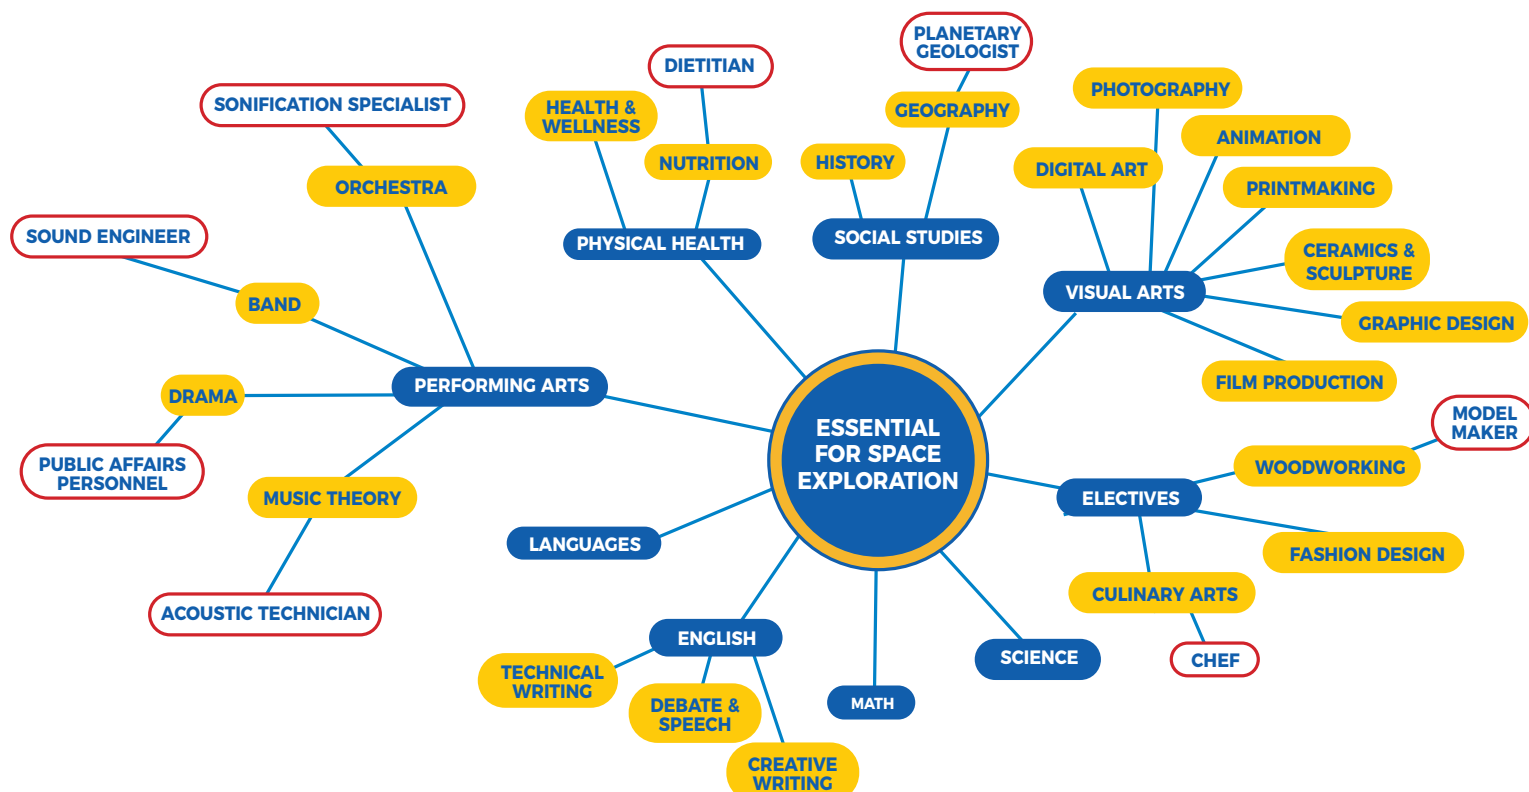 PLANETARY
GEOLOGIST
DIETITIAN
SONIFICATION SPECIALIST
HEALTH &
WELLNESS
GEOGRAPHY
PHOTOGRAPHY
ANIMATION
NUTRITION
HISTORY
DIGITAL ART
PRINTMAKING
ORCHESTRA
SOUND ENGINEER
PHYSICAL HEALTH
SOCIAL STUDIES
CERAMICS &
SCULPTURE
VISUAL ARTS
BAND
GRAPHIC DESIGN
PERFORMING ARTS
FILM PRODUCTION
DRAMA
ESSENTIAL
FOR SPACE
EXPLORATION
MODEL
MAKER
PUBLIC AFFAIRS
PERSONNEL
WOODWORKING
MUSIC THEORY
ELECTIVES
LANGUAGES
FASHION DESIGN
CULINARY ARTS
ACOUSTIC TECHNICIAN
ENGLISH
SCIENCE
CHEF
TECHNICAL
WRITING
MATH
DEBATE &
SPEECH
CREATIVE
WRITING